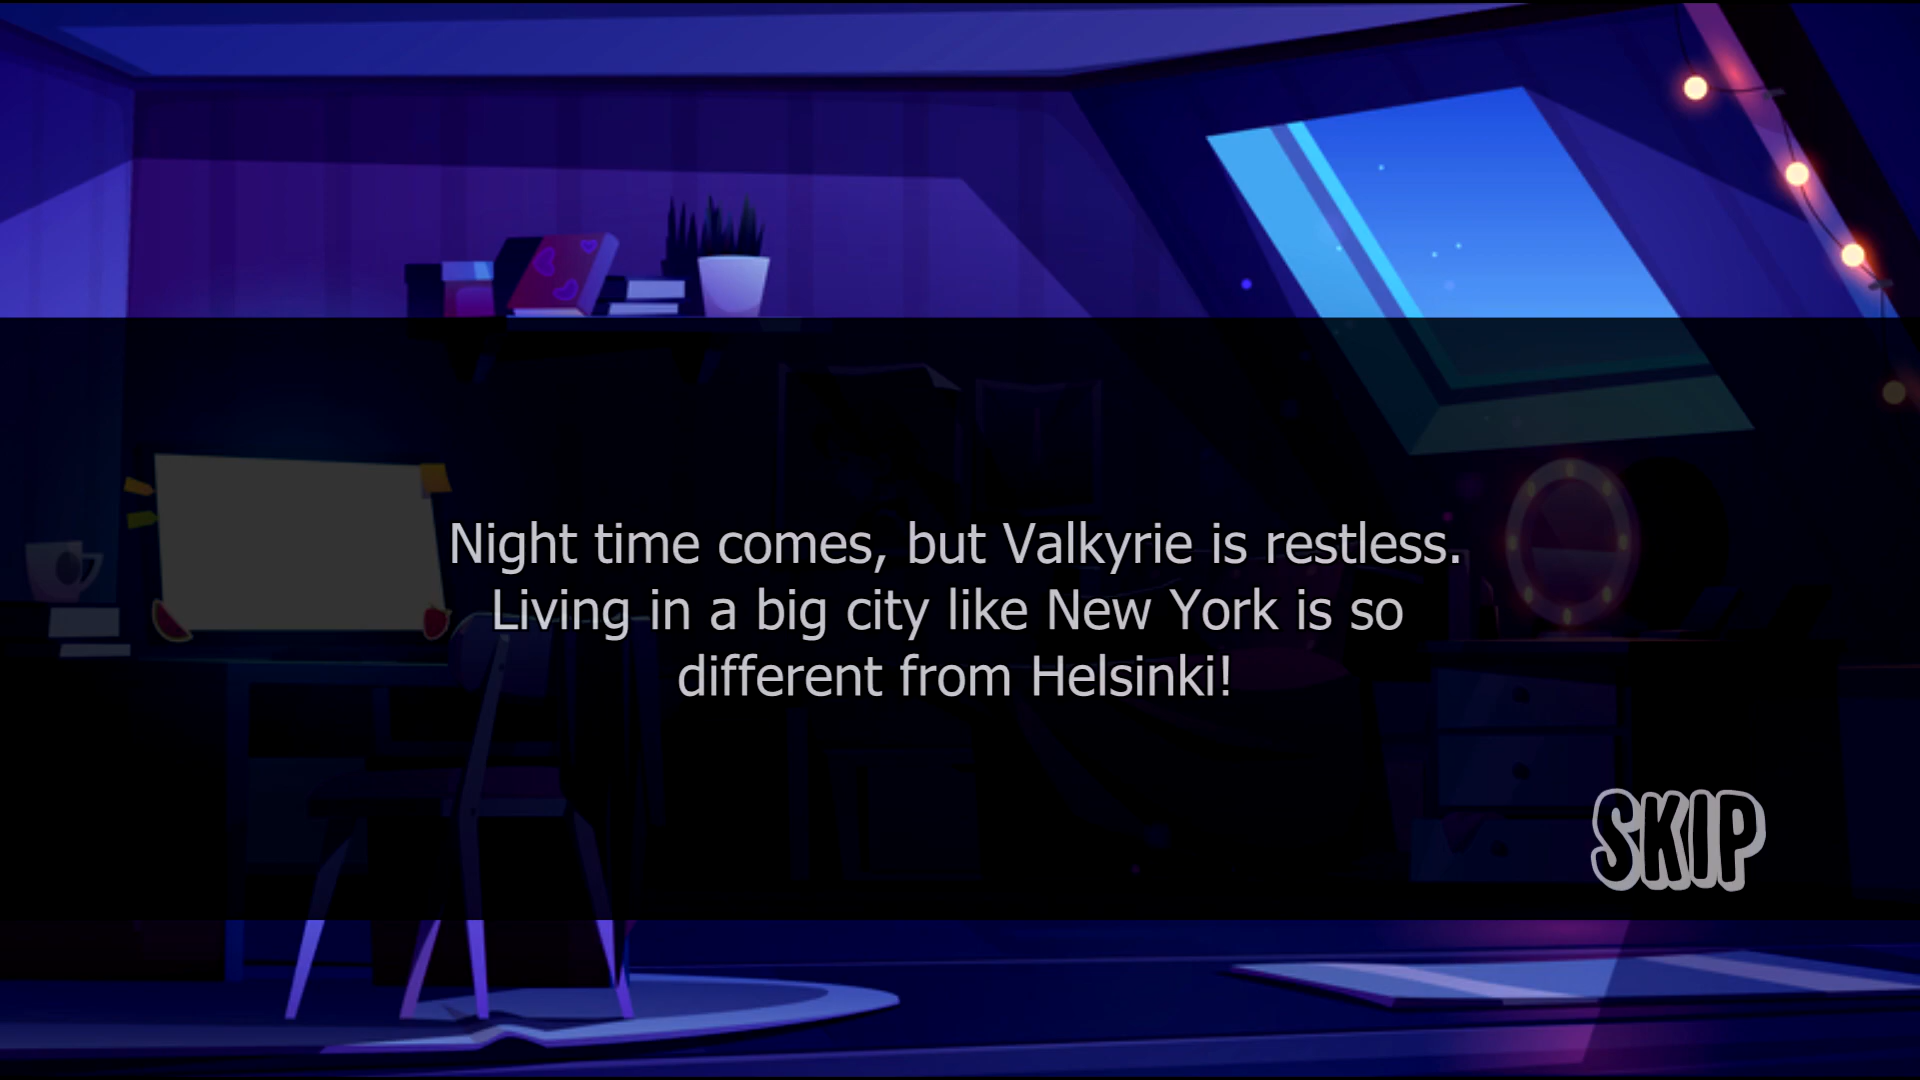 Night time comes, but Valkyrie is restless.
Living in a big city like New York is so
different from Helsinki!
SKIP